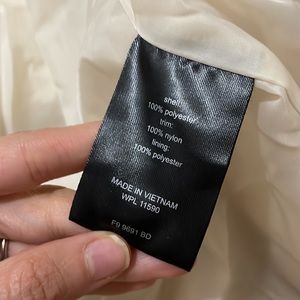 shell:
100% polyester
trim:
100% nylon
lining:
100% polyester
MADE IN VIETNAM
WPL 11590
F9 9691 BD